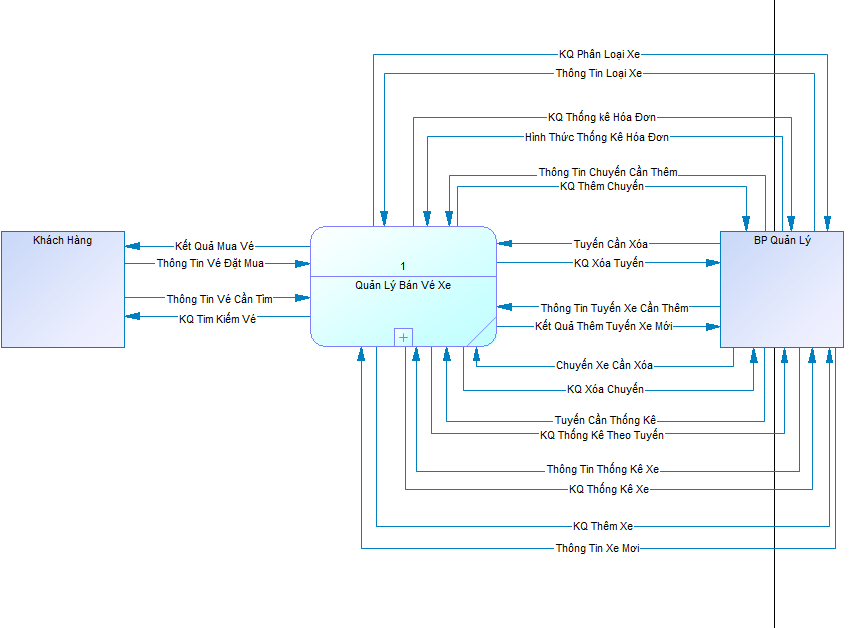 KQ Phân Loại Xe
Thông Tin Loại Xe
KQ Thống kê Hóa Đơn
Hình Thức Thống Kê Hóa Đơn
Thông Tin Chuyến Cần Thêm
KQ Thêm Chuyến
Khách Hàng
BP Quản Lý
Kết Quả Mua Vé
Tuyến Cần Xóa
Thông Tin Vé Đặt Mua
1
KQ Xóa Tuyến
Quản Lý Bán Vé Xe
Thông Tin Vé Cần Tìm
Thông Tin Tuyến Xe Cần Thêm
KQ Tìm Kiếm Vé
Kết Quả Thêm Tuyến Xe Mới
Chuyến Xe Cần Xóa
KQ Xóa Chuyến
Tuyến Cần Thống Kê
KQ Thống Kê Theo Tuyến
Thông Tin Thống Kê Xe
KQ Thống Kê Xe
KQ Thêm Xe
Thông Tin Xe Mơi